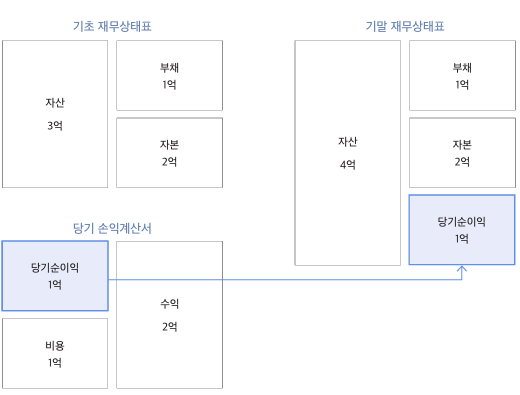 기초 재무상태표
자산
3억
부채
1억
자본
2억
기말 재무상태표
자산
4억
부채
1억
자본
2억
당기순이익
1억
당기 손익계산서
당기순이익
1억
비용
1억
수익
2억